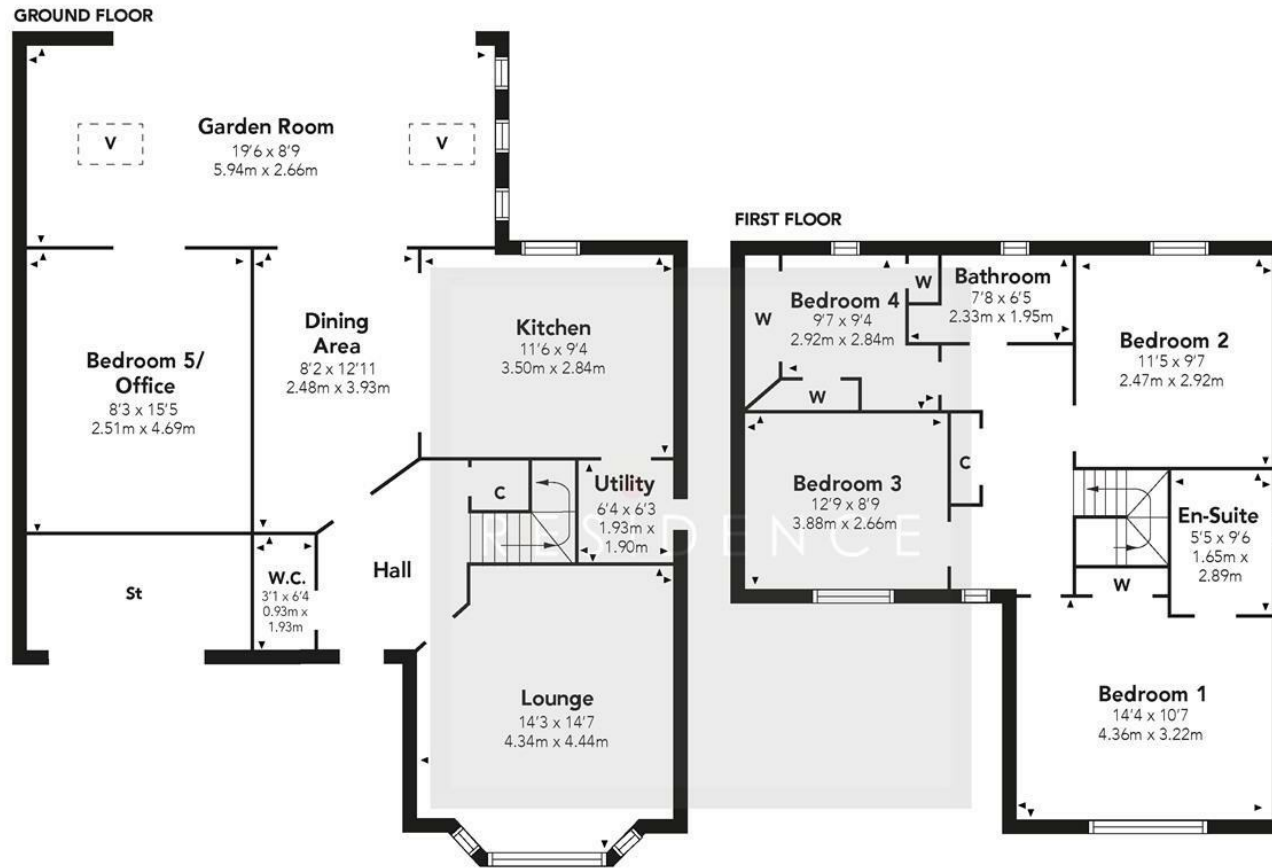 GROUND FLOOR
Garden Room
19'6 x 8'9
5.94m x 2.66m
V
V
Bedroom 5/
Office
8'3 x 15'5
2.51m x 4.69m
Dining
Area
8'2 x 12'11
2.48m x 3.93m
Kitchen
11'6 x 9'4
3.50m x 2.84m
C
Utility
6'4 x 6'3
1.93m x
1.90m
St
W.C.
3'1 x 6'4
0.93m x
1.93m
Hall
Lounge
14'3 x 14'7
4.34m x 4.44m
RESIDENCE
FIRST FLOOR
W
Bedroom 4
9'7 x 9'4
2.92m x 2.84m
W
W
Bathroom
7'8 x 6'5
2.33m x 1.95m
Bedroom 2
11'5 x 9'7
2.47m x 2.92m
Bedroom 3
12'9 x 8'9
3.88m x 2.66m
C
En-Suite
5'5 x 9'6
1.65m x
2.89m
W
Bedroom 1
14'4 x 10'7
4.36m x 3.22m